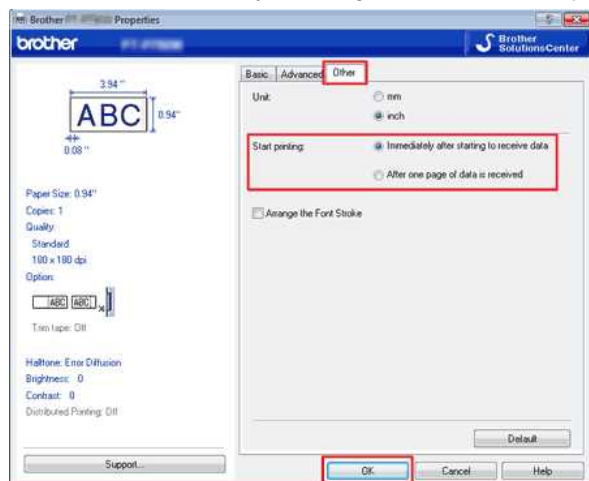 Brother Properties
brother
Brother
SolutionsCenter
3.94 "
ABC
0.94"
0.08 "
Paper Size: 0.94"
Copies: 1
Quality
Standard
180 x 180 dpi
Option:
ABC ABC
Trim tape: Off
Halftone: Error Diffusion
Brightness: 0
Contrast: 0
Distributed Printing: Off
Support...
Basic Advanced Other
Unit: mm
inch
Start printing: Immediately after starting to receive data
After one page of data is received
Arrange the Font Stroke
Default
OK Cancel Help